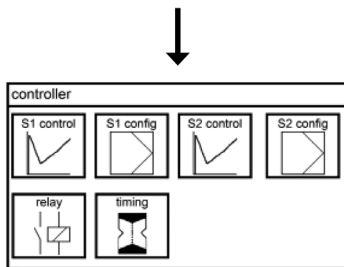 controller
S1 control
S1 config
S2 control
S2 config
relay
timing